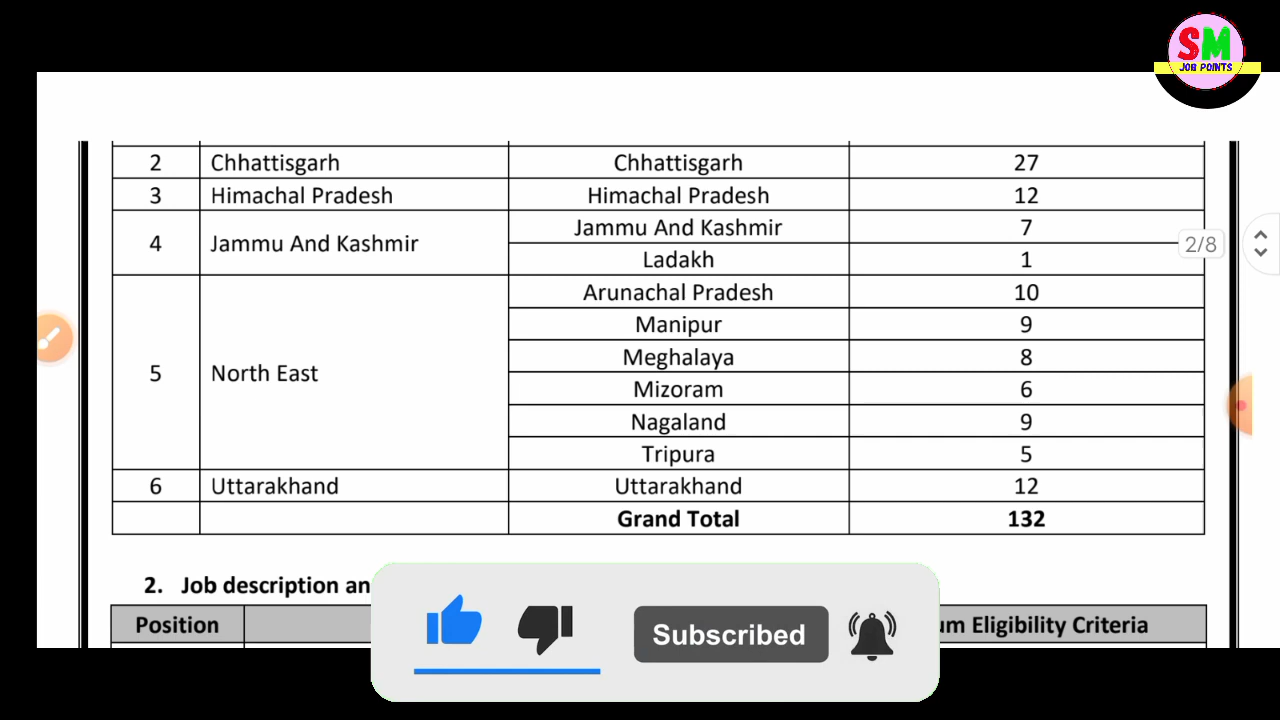 SM
JOB POINTS
2 Chhattisgarh Chhattisgarh 27
3 Himachal Pradesh Himachal Pradesh 12
4 Jammu And Kashmir Jammu And Kashmir 7
Ladakh 1
2/8
5 North East Arunachal Pradesh 10
Manipur 9
Meghalaya 8
Mizoram 6
Nagaland 9
Tripura 5
6 Uttarakhand Uttarakhand 12
Grand Total 132
2. Job description an
Position um Eligibility Criteria
Subscribed